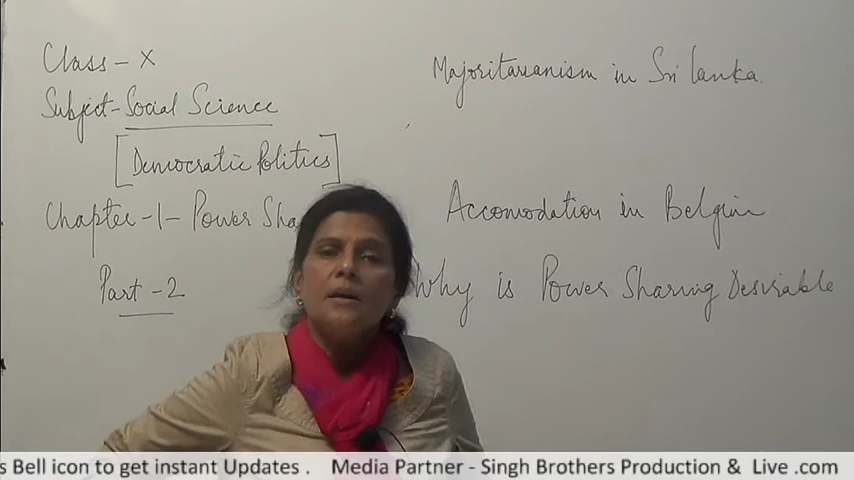 Class - X
Subject - Social Science
[Democratic Politics]
Chapter - 1 - Power Sha
Part - 2
Majoritarianism in Sri Lanka.
Accomodation in Belgium
Why is Power Sharing Desirable
s Bell icon to get instant Updates . Media Partner - Singh Brothers Production & Live .com